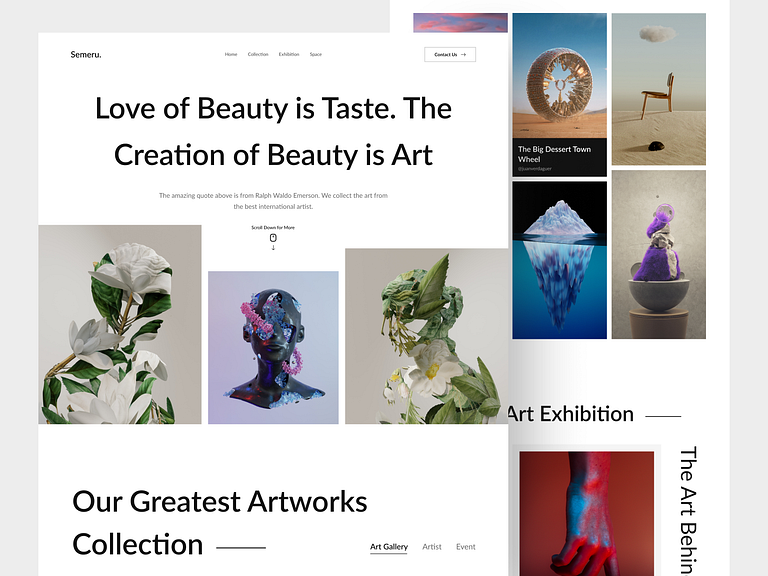 Semeru.
Home Collection Exhibition Space
Contact Us
Love of Beauty is Taste. The
Creation of Beauty is Art
The amazing quote above is from Ralph Waldo Emerson. We collect the art from
the best international artist.
Scroll Down for More
Our Greatest Artworks
Collection
Art Gallery Artist Event
The Big Dessert Town
Wheel
@juanverdaguer
Art Exhibition
The Art Behin